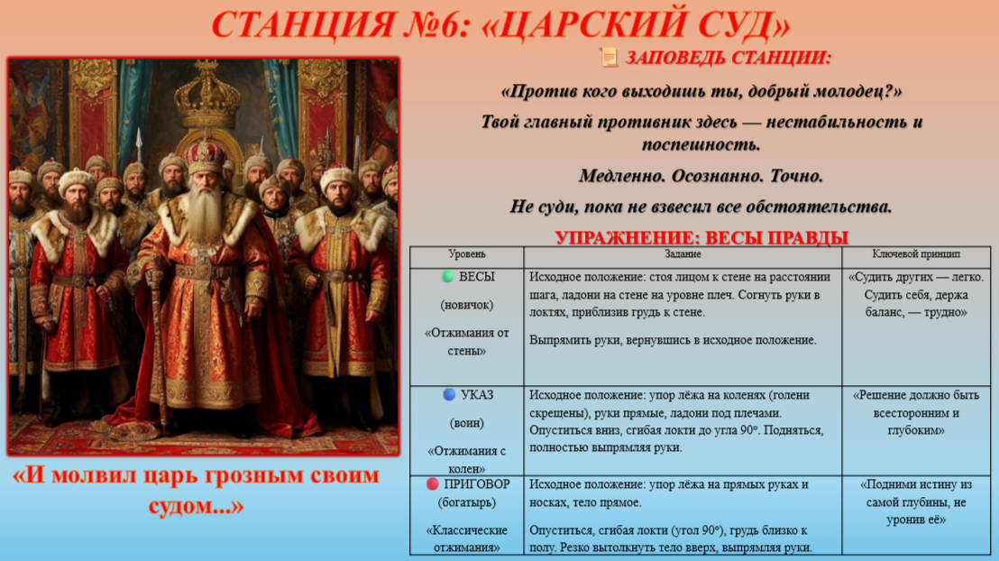 СТАНЦИЯ №6: «ЦАРСКИЙ СУД»
📜 ЗАПОВЕДЬ СТАНЦИИ:
«Против кого выходишь ты, добрый молодец?»
Твой главный противник здесь — нестабильность и
поспешность.
Медленно. Осознанно. Точно.
Не суди, пока не взвесил все обстоятельства.
УПРАЖНЕНИЕ: ВЕСЫ ПРАВДЫ
Уровень
Задание
Ключевой принцип
ВЕСЫ
(новичок)
«Отжимания от
стены»
Исходное положение: стоя лицом к стене на расстоянии
шага, ладони на стене на уровне плеч. Согнуть руки в
локтях, приблизив грудь к стене.
Выпрямить руки, вернувшись в исходное положение.
«Судить других — легко.
Судить себя, держа
баланс, — трудно»
УКАЗ
(воин)
«Отжимания с
колен»
Исходное положение: упор лёжа на коленях (голени
скрещены), руки прямые, ладони под плечами.
Опуститься вниз, сгибая локти до угла 90°. Подняться,
полностью выпрямляя руки.
«Решение должно быть
всесторонним и
глубоким»
ПРИГОВОР
(богатырь)
«Классические
отжимания»
Исходное положение: упор лёжа на прямых руках и
носках, тело прямое.
Опуститься, сгибая локти (угол 90°), грудь близко к
полу. Резко вытолкнуть тело вверх, выпрямляя руки.
«Подними истину из
самой глубины, не
уронив её»
«И молвил царь грозным своим
судом...»